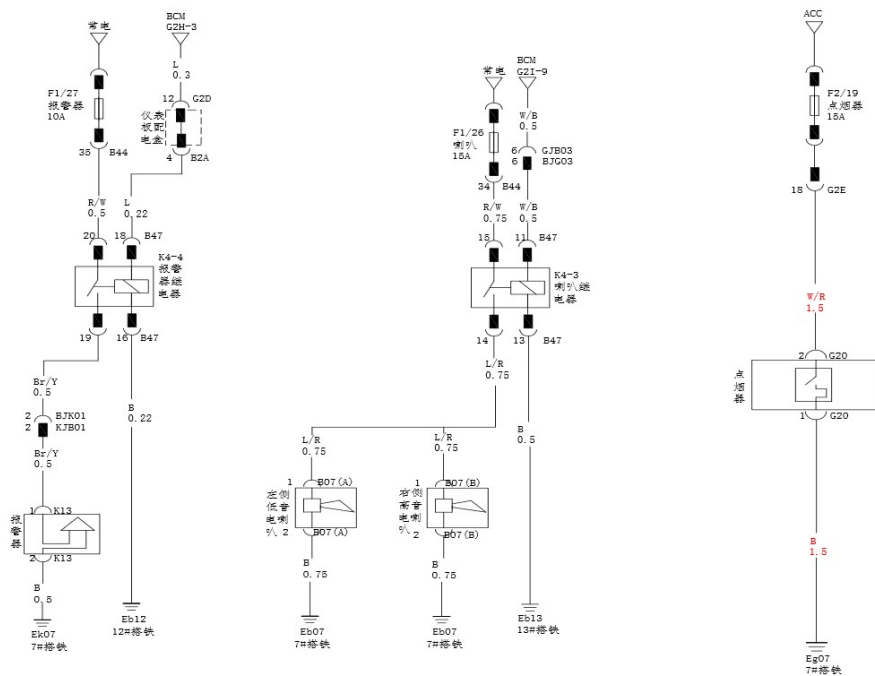 常电
BCM
G2H-3
L
0.3
F1/27
报警器
10A
12 G2D
仪表
板配
电盒
35 B44
4 B2A
R/W
0.5
L
0.22
20
18 B47
K4-4
报警
器继
电器
19
16 B47
Br/Y
0.5
2 BJK01
2 KJB01
Br/Y
0.5
B
0.22
1 K13
报警器
2 K13
B
0.5
Ek07
7#搭铁
Eb12
12#搭铁
常电
BCM
G2I-9
W/B
0.5
F1/26
喇叭
15A
6 GJB03
6 BJG03
34 B44
R/W
0.75
W/B
0.5
15
11 B47
K4-3
喇叭继
电器
14
13 B47
L/R
0.75
B
0.5
L/R
0.75
L/R
0.75
1 B07(A)
左侧
低音
电喇
叭 2 B07(A)
1 B07(B)
右侧
高音
电喇
叭 2 B07(B)
B
0.75
B
0.75
Eb07
7#搭铁
Eb07
7#搭铁
Eb13
13#搭铁
ACC
F2/19
点烟器
15A
18 G2E
W/R
1.5
2 G20
点烟器
1 G20
B
1.5
Eg07
7#搭铁